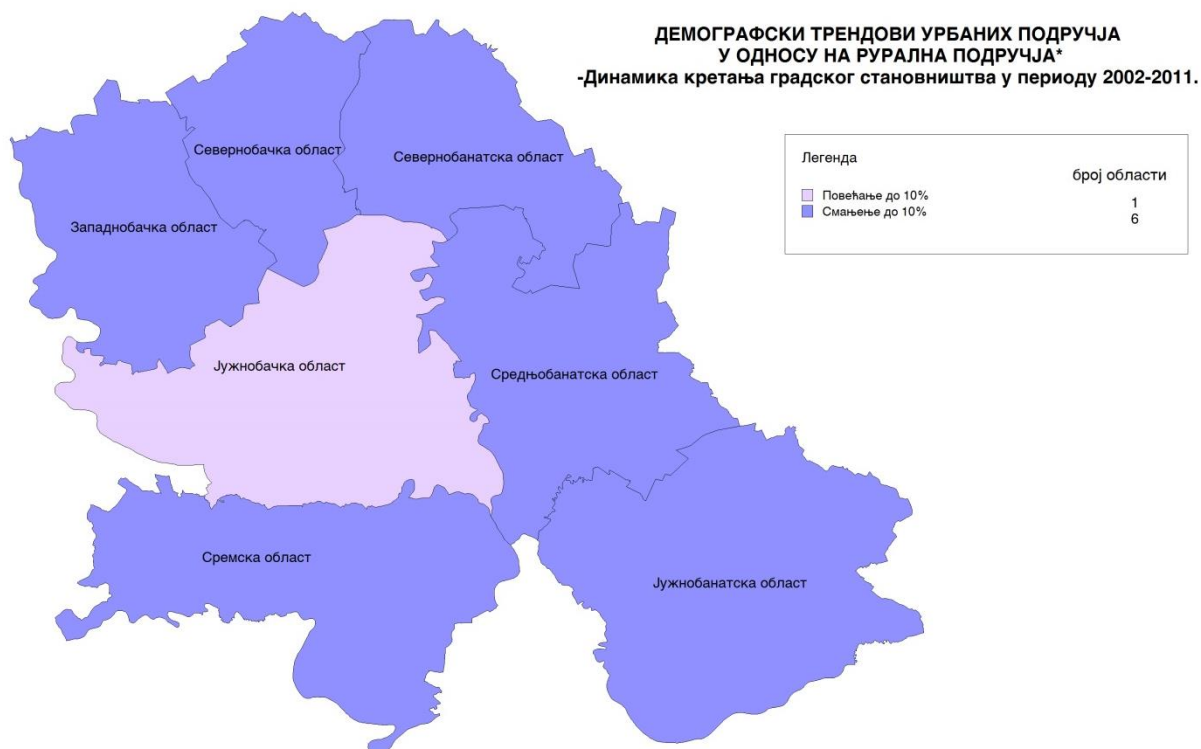 ДЕМОГРАФСКИ ТРЕНДОВИ УРБАНИХ ПОДРУЧЈА
У ОДНОСУ НА РУРАЛНА ПОДРУЧЈА*
-Динамика кретања градског становништва у периоду 2002-2011.
Легенда
број области
Повећање до 10% 1
Смањење до 10% 6
Севернобачка област
Севернобанатска област
Западнобачка област
Јужнобачка област
Средњобанатска област
Сремска област
Јужнобанатска област